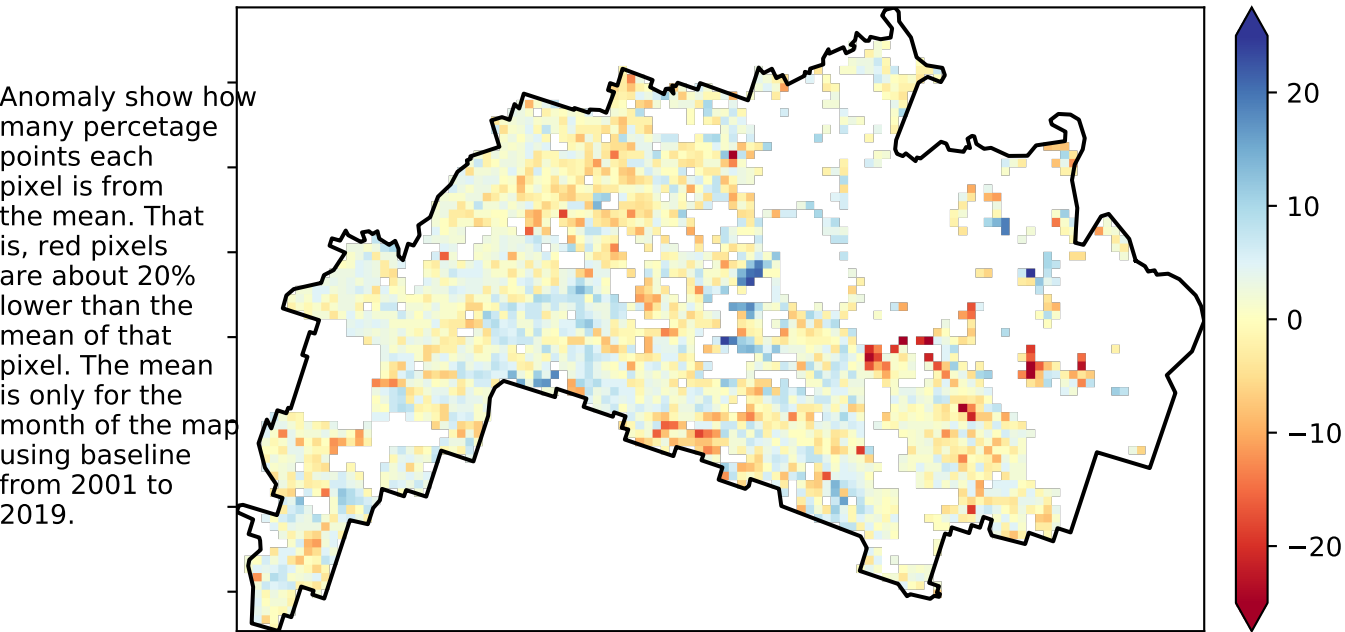 Anomaly show how
many percetage
points each
pixel is from
the mean. That
is, red pixels
are about 20%
lower than the
mean of that
pixel. The mean
is only for the
month of the map
using baseline
from 2001 to
2019.
20
10
0
−10
−20